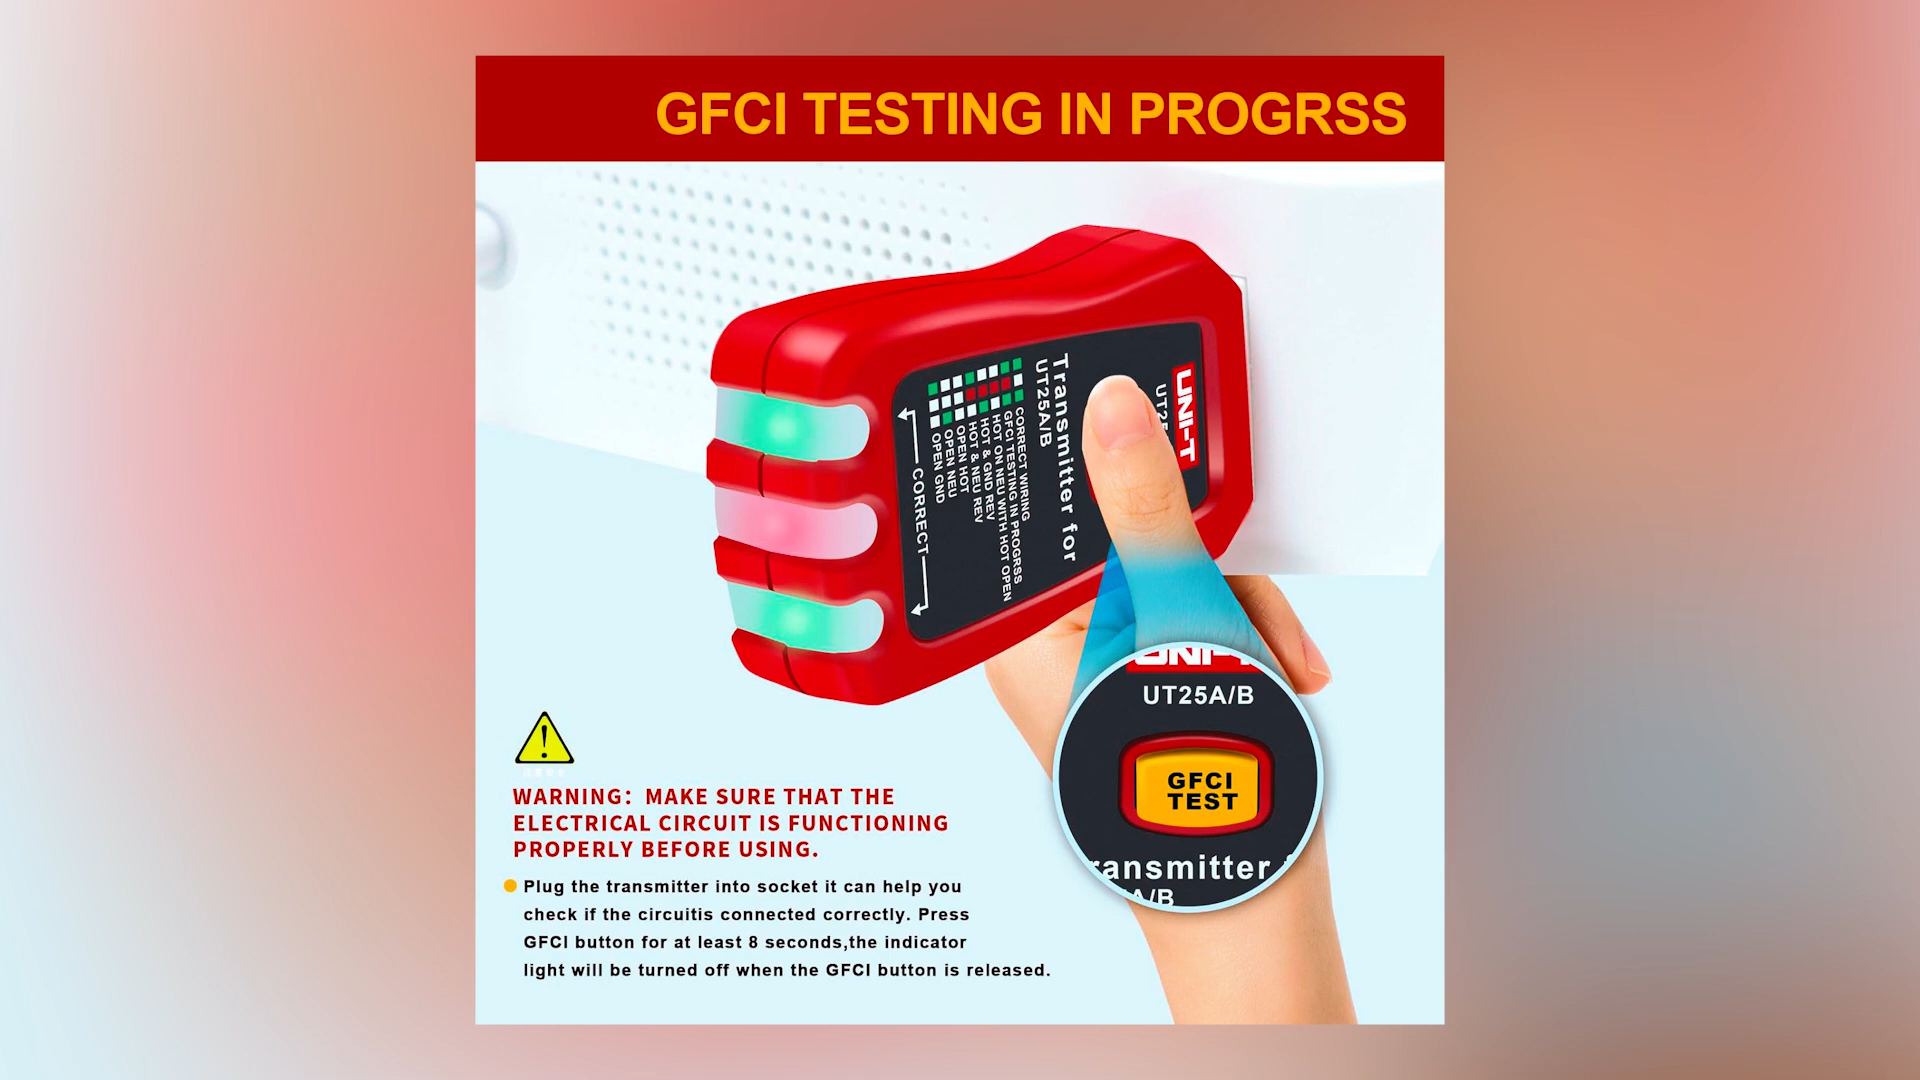 GFCI TESTING IN PROGRSS
UNI-T
UT25
Transmitter for
UT25A/B
CORRECT WIRING
GFCI TESTING IN PROGRSS
HOT ON NEU WITH HOT OPEN
HOT & GND REV
HOT & NEU REV
OPEN HOT
OPEN NEU
OPEN GND
CORRECT
UNI-T
UT25A/B
GFCI
TEST
ransmitter
A/B
WARNING: MAKE SURE THAT THE
ELECTRICAL CIRCUIT IS FUNCTIONING
PROPERLY BEFORE USING.
Plug the transmitter into socket it can help you
check if the circuitis connected correctly. Press
GFCI button for at least 8 seconds,the indicator
light will be turned off when the GFCI button is released.